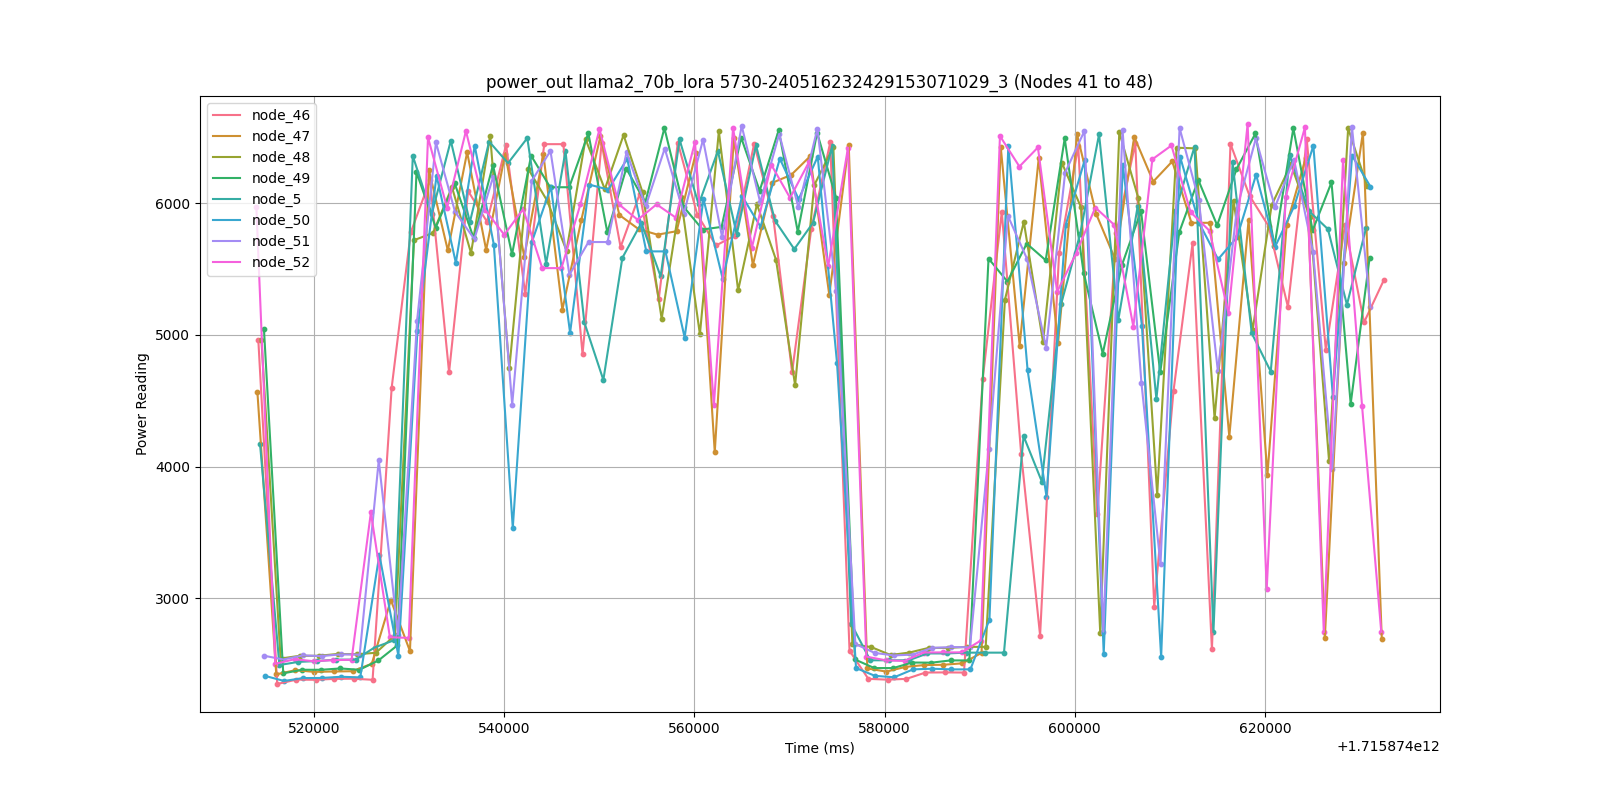 power_out llama2_70b_lora 5730-240516232429153071029_3 (Nodes 41 to 48)
node_46
node_47
node_48
node_49
node_5
node_50
node_51
node_52
Power Reading
6000
5000
4000
3000
520000 540000 560000 580000 600000 620000
Time (ms)
+1.715874e12